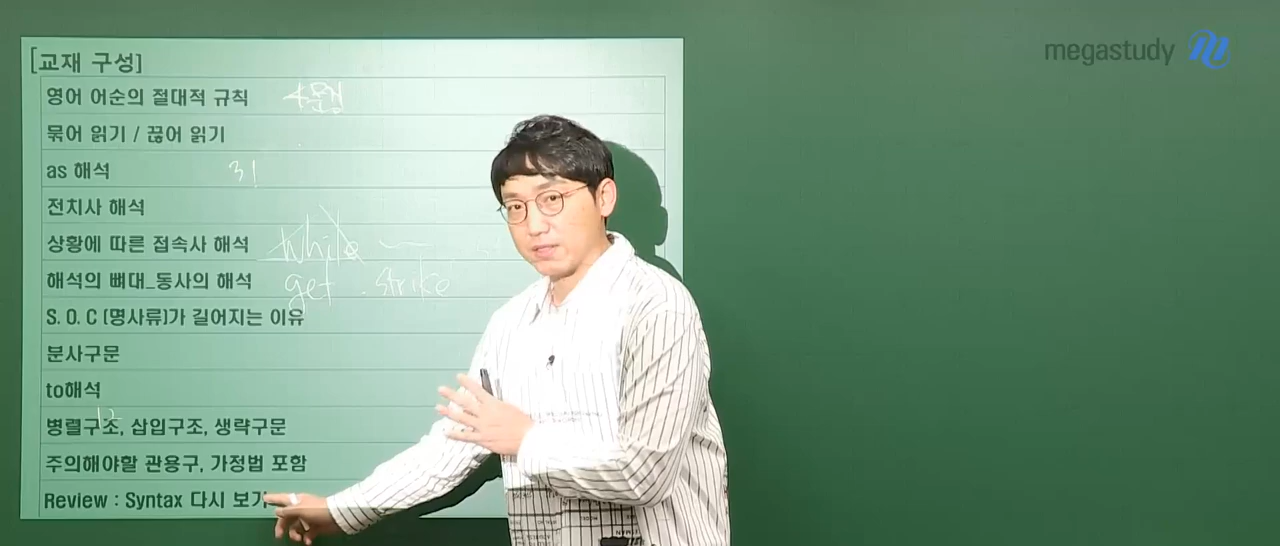 megastudy
[교재 구성]
영어 어순의 절대적 규칙
묶어 읽기 / 끊어 읽기
as 해석 31
전치사 해석
상황에 따른 접속사 해석 while
해석의 뼈대_동사의 해석 get . strike
S. O. C (명사류)가 길어지는 이유
분사구문
to해석
병렬구조, 삽입구조, 생략구문
12
주의해야할 관용구, 가정법 포함
Review : Syntax 다시 보기